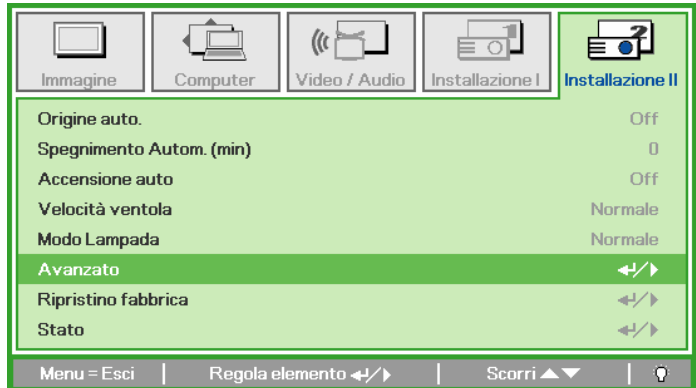 Immagine Computer Video / Audio Installazione I Installazione II
Origine auto. Off
Spegnimento Autom. (min) 0
Accensione auto Off
Velocità ventola Normale
Modo Lampada Normale
Avanzato
Ripristino fabbrica
Stato
Menu = Esci Regola elemento Scorri